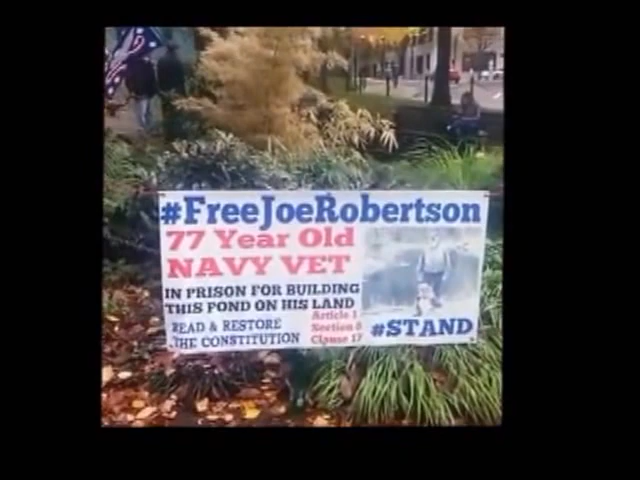 #FreeJoeRobertson
77 Year Old
NAVY VET
IN PRISON FOR BUILDING
THIS POND ON HIS LAND
READ & RESTORE
THE CONSTITUTION
Article 1
Section 8
Clause 17
#STAND